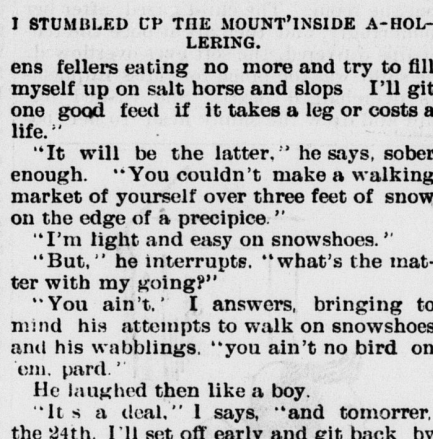 I STUMBLED UP THE MOUNT'INSIDE A-HOL-
LERING.
ens fellers eating no more and try to fill
myself up on salt horse and slops I'll git
one good feed if it takes a leg or costs a
life."
"It will be the latter," he says, sober
enough. "You couldn't make a walking
market of yourself over three feet of snow
on the edge of a precipice."
"I'm light and easy on snowshoes."
"But," he interrupts, "what's the mat-
ter with my going?"
"You ain't,' I answers, bringing to
mind his attempts to walk on snowshoes
and his wabblings, "you ain't no bird on
'em, pard."
He laughed then like a boy.
"It s a deal," I says, "and tomorrer,
the 24th, I'll set off early and git back by